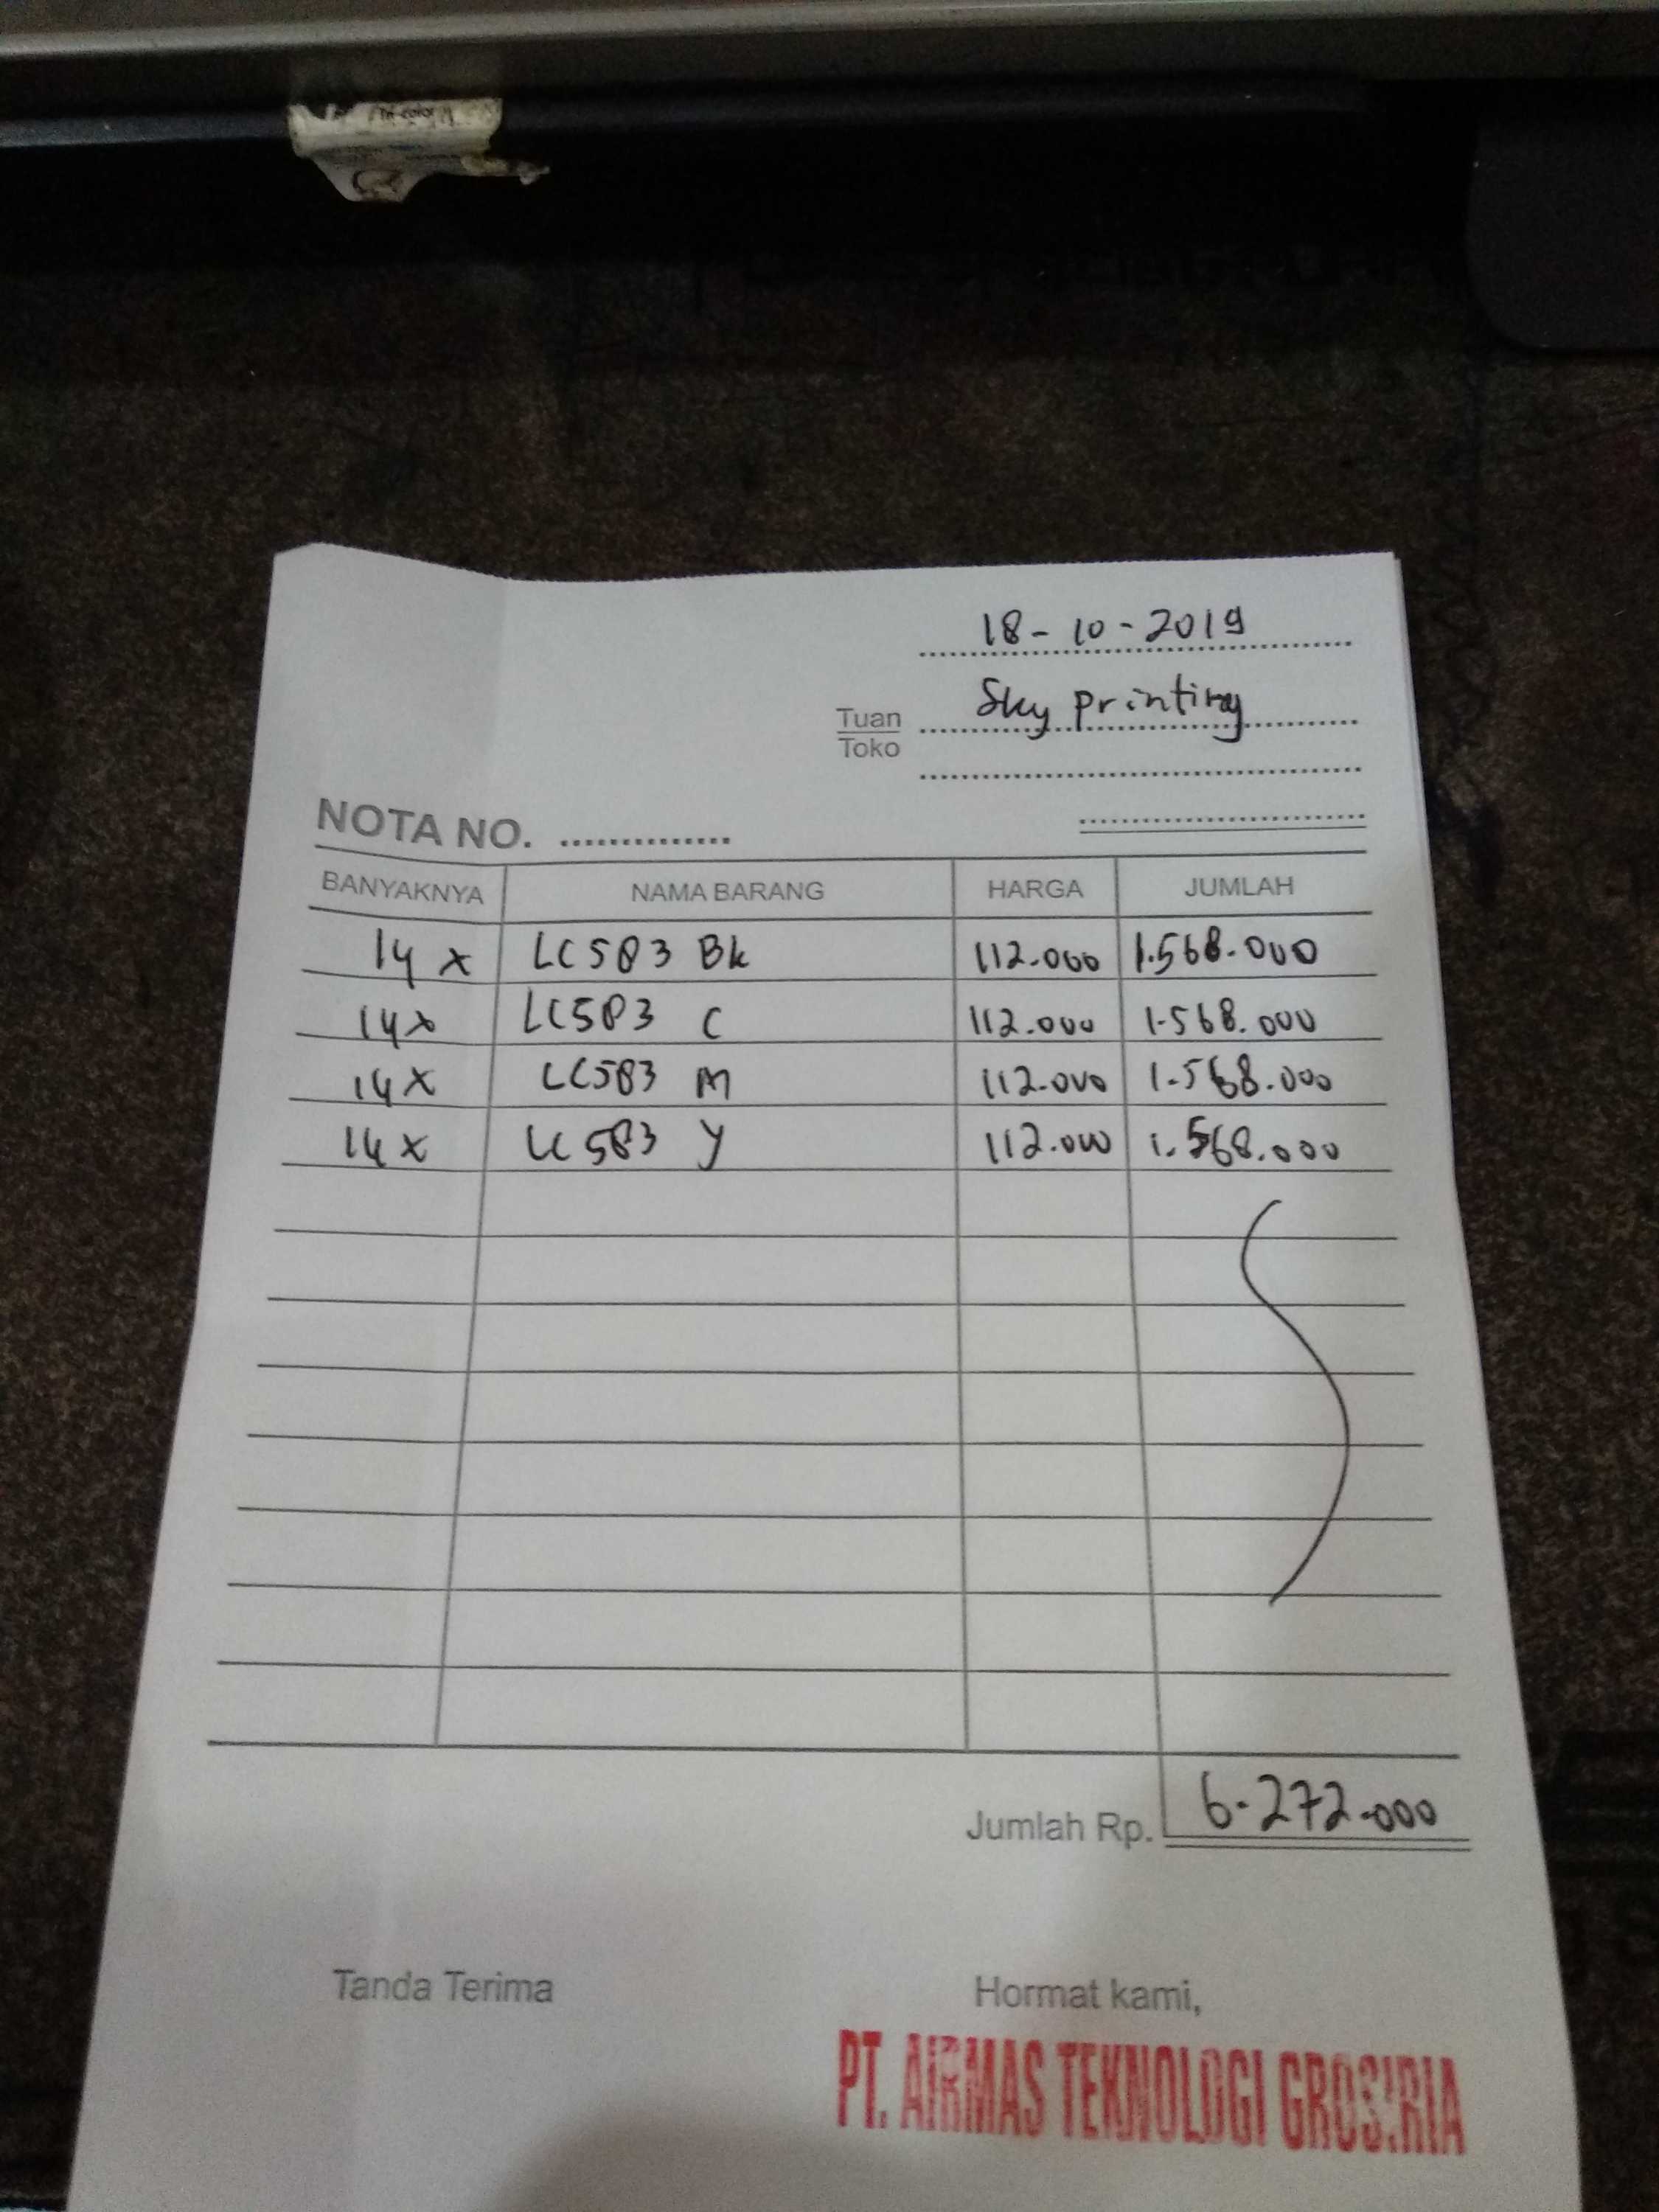 Tri-color
18-10-2019
Tuan
Toko
Sky printing
NOTA NO. ..............
BANYAKNYA NAMA BARANG HARGA JUMLAH
14 x LC583 Bk 112.000 1.568.000
14x LC583 C 112.000 1.568.000
14x LC583 M 112.000 1.568.000
14x LC583 Y 112.000 1.568.000
Jumlah Rp. 6.272.000
Tanda Terima Hormat kami,
PT. AIRMAS TEKNOLOGI GROSIRIA